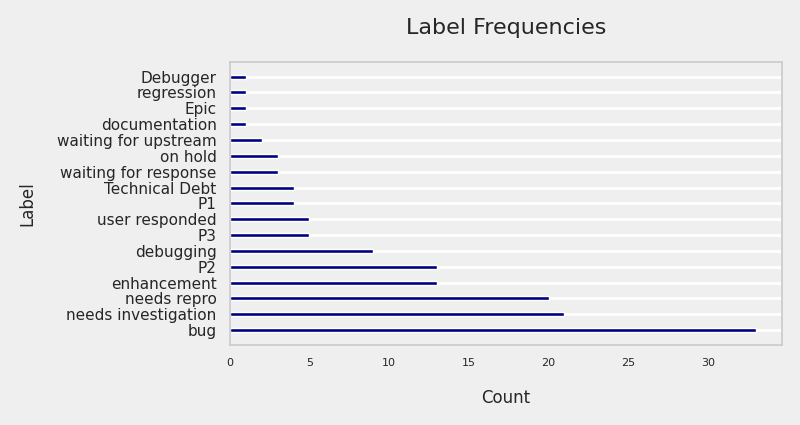 Label Frequencies
Debugger
regression
Epic
documentation
waiting for upstream
on hold
waiting for response
Technical Debt
P1
user responded
P3
debugging
P2
enhancement
needs repro
needs investigation
bug
Label
0 5 10 15 20 25 30
Count